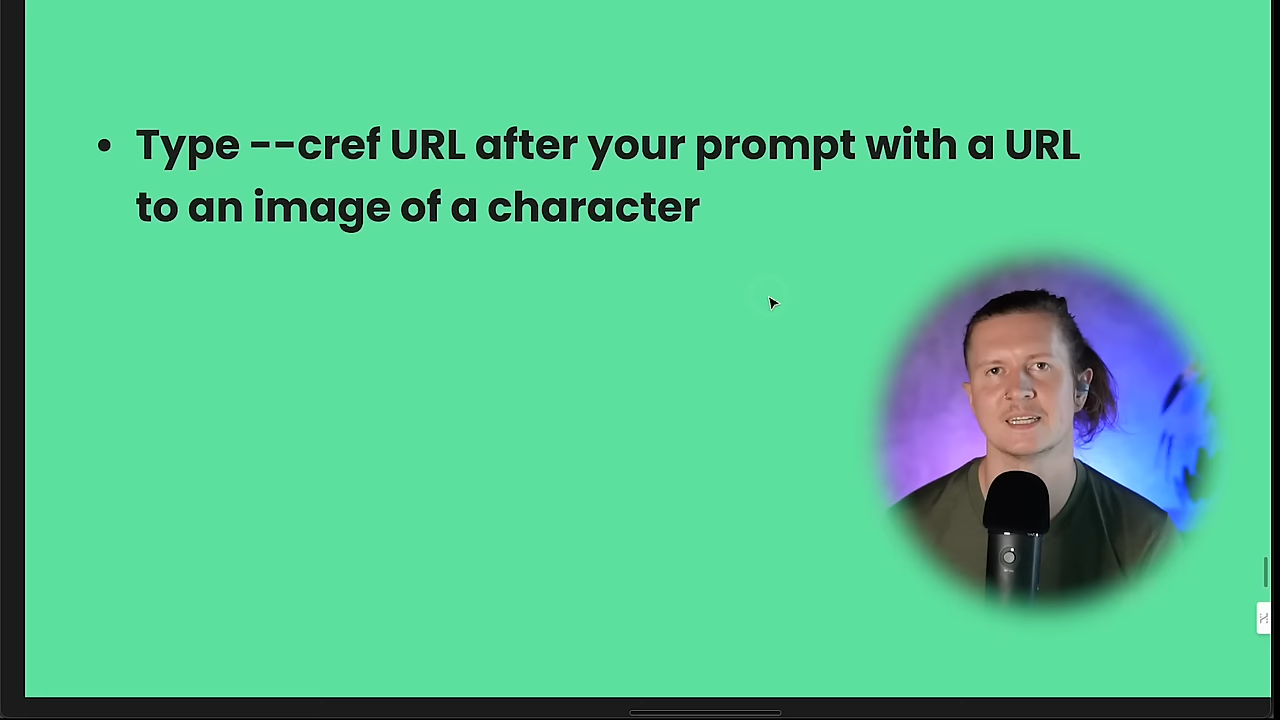 • Type --cref URL after your prompt with a URL
to an image of a character